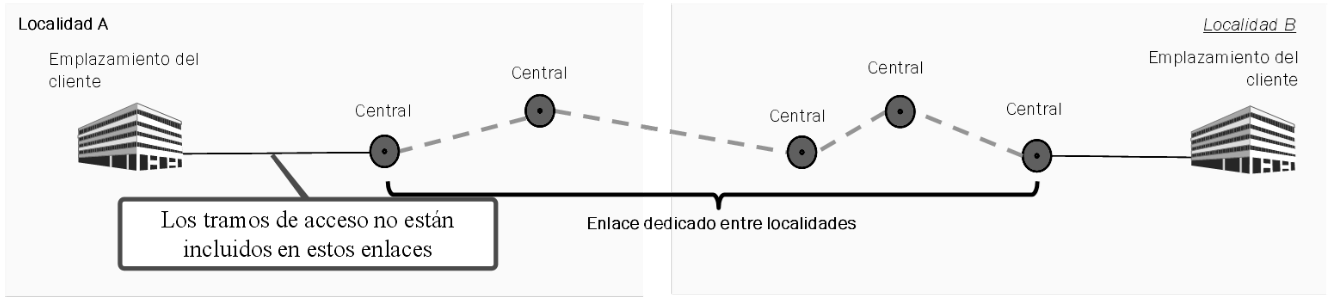 Localidad A
Localidad B
Emplazamiento del
cliente
Central
Central
Central
Central
Central
Emplazamiento del
cliente
Los tramos de acceso no están
incluidos en estos enlaces
Enlace dedicado entre localidades